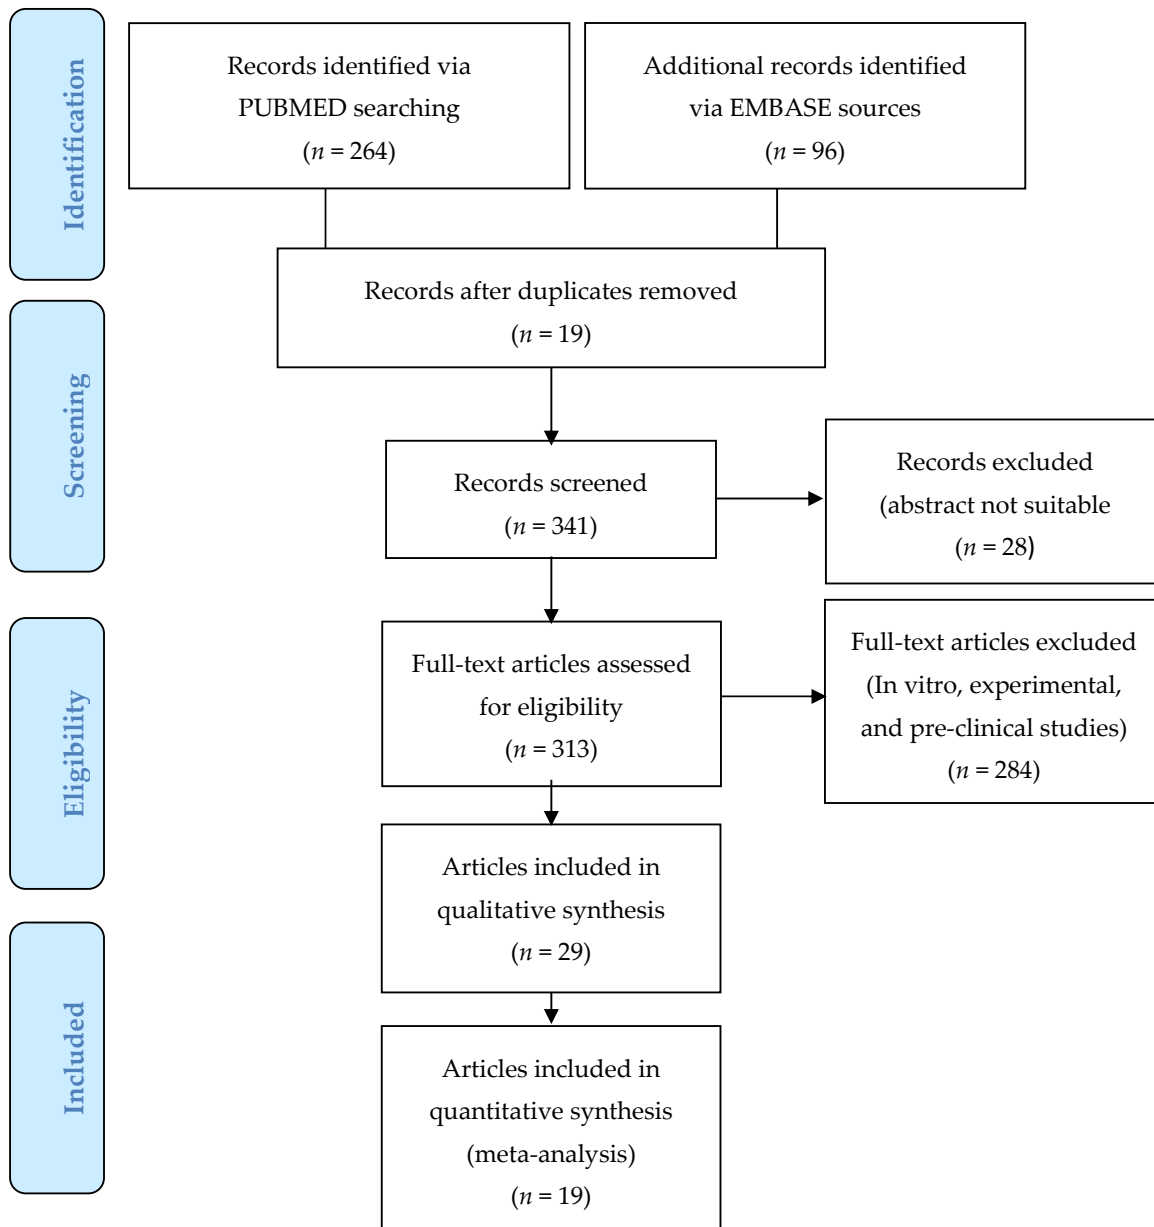 Identification
Records identified via
PUBMED searching
(n = 264)
Additional records identified
via EMBASE sources
(n = 96)
Records after duplicates removed
(n = 19)
Screening
Records screened
(n = 341)
Records excluded
(abstract not suitable
(n = 28)
Eligibility
Full-text articles assessed
for eligibility
(n = 313)
Full-text articles excluded
(In vitro, experimental,
and pre-clinical studies)
(n = 284)
Articles included in
qualitative synthesis
(n = 29)
Included
Articles included in
quantitative synthesis
(meta-analysis)
(n = 19)